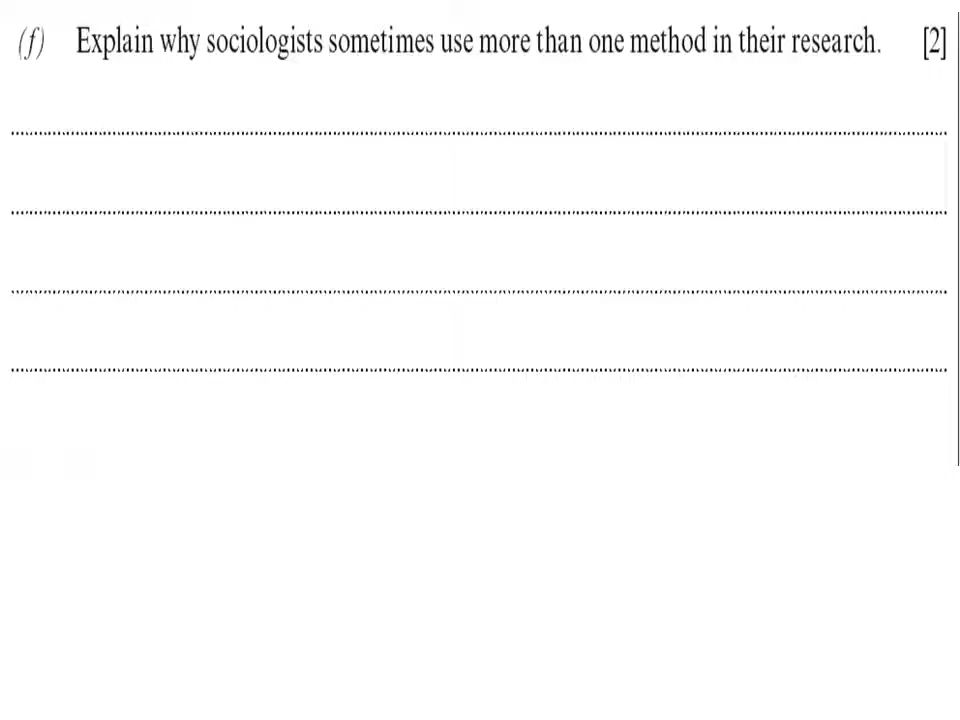 (f) Explain why sociologists sometimes use more than one method in their research. [2]